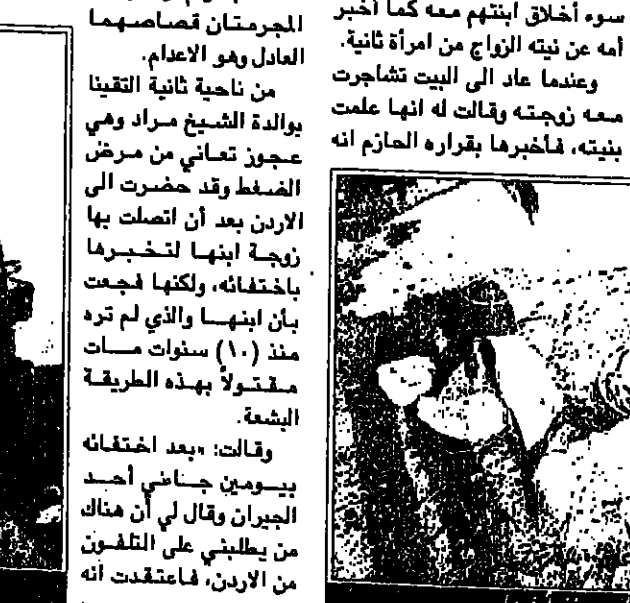 سوء أخلاق ابنتهم معه كما أخبر
أمه عن نيته الزواج من امرأة ثانية.
وعندما عاد الى البيت تشاجرت
معه زوجته وقالت له انها علمت
بنيته، فأخبرها بقراره الحازم انه
المجرمتان قصاصهما
العادل وهو الاعدام.
من ناحية ثانية التقينا
بوالدة الشيخ مراد وهي
عجوز تعاني من مرض
الضغط وقد حضرت الى
الاردن بعد أن اتصلت بها
زوجة ابنها لتخبرها
باختفائه، ولكنها فجعت
بأن ابنها والذي لم تره
منذ (١٠) سنوات مات
مقتولاً بهذه الطريقة
البشعة.
وقالت: «بعد اختفائه
بيومين جاءني أحد
الجيران وقال لي أن هناك
من يطلبني على التلفون
من الاردن، فاعتقدت أنه